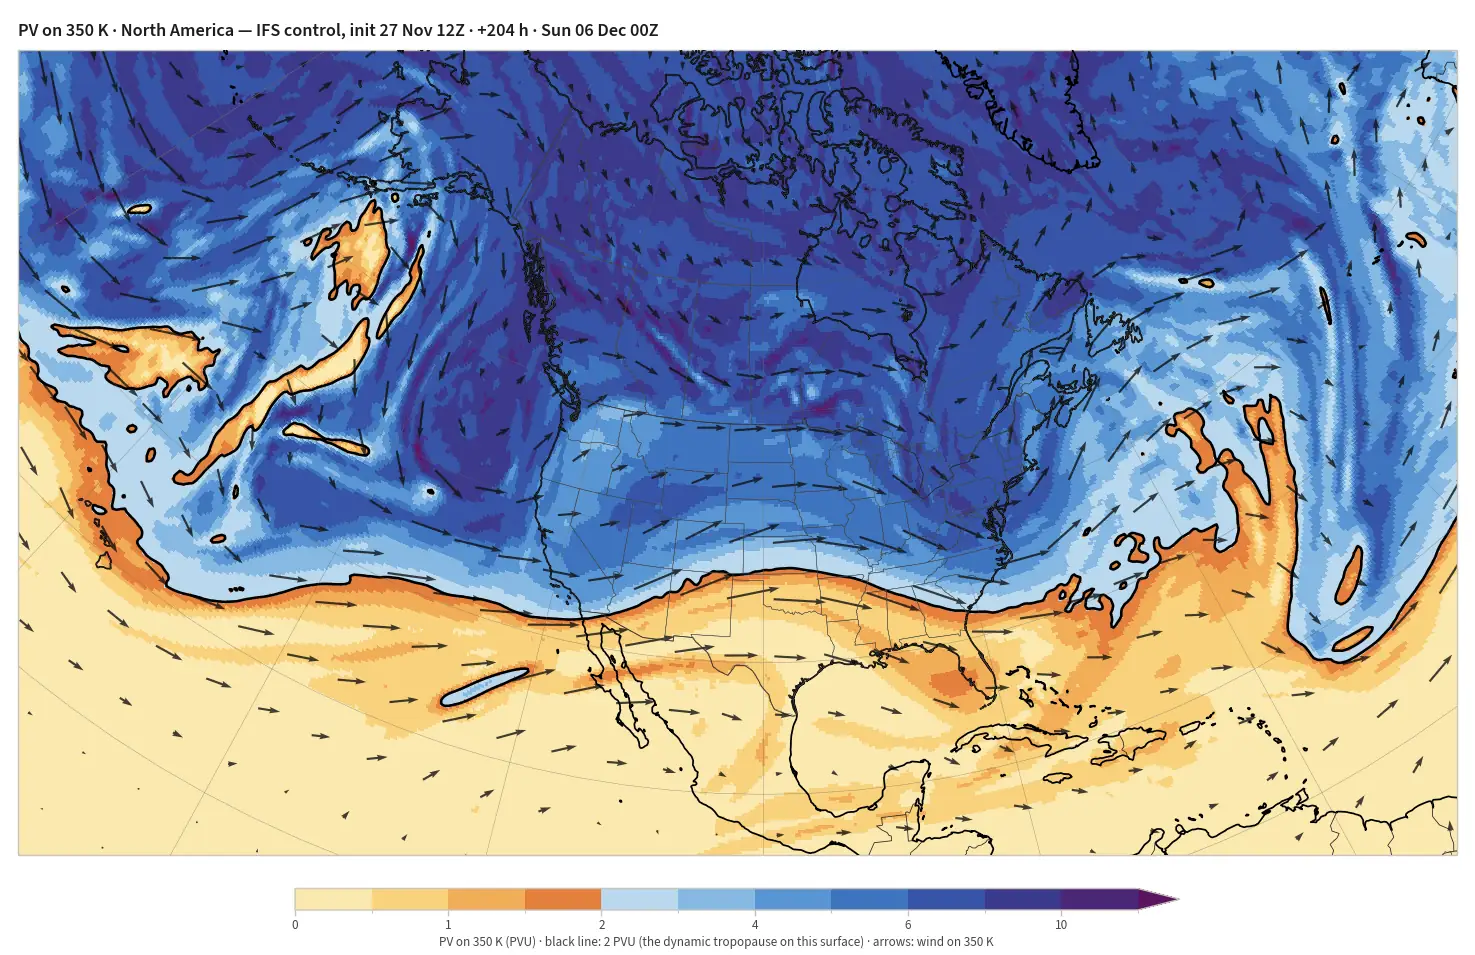 PV on 350 K · North America — IFS control, init 27 Nov 12Z · +204 h · Sun 06 Dec 00Z
0 1 2 4 6 10
PV on 350 K (PVU) · black line: 2 PVU (the dynamic tropopause on this surface) · arrows: wind on 350 K